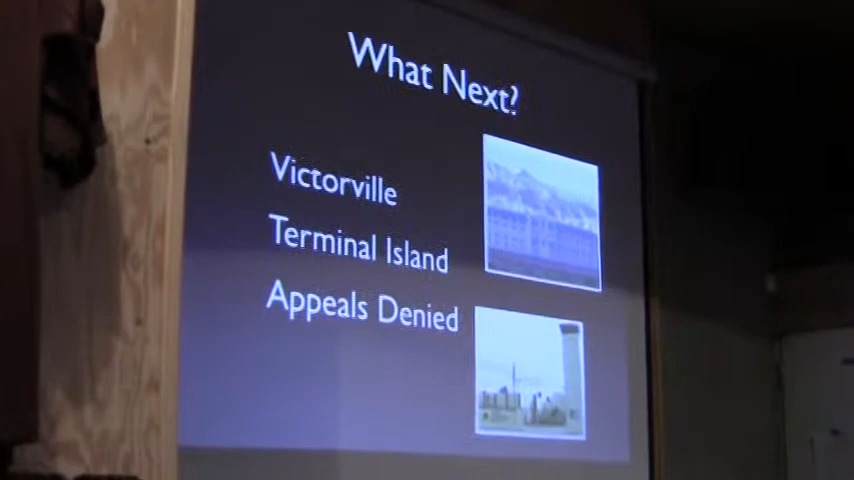 What Next?
Victorville
Terminal Island
Appeals Denied